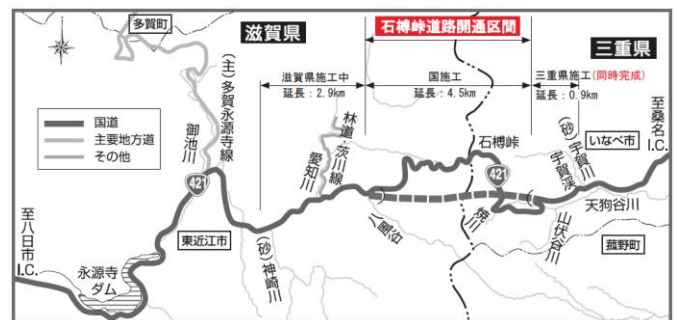 多賀町
滋賀県
石榑峠道路開通区間
三重県
滋賀県施工中
延長：2.9km
国施工
延長：4.5km
三重県施工(同時完成)
延長：0.9km
国道
主要地方道
その他
(主)多賀永源寺線
御池川
421
林道・茨川線
愛知川
石榑峠
421
(砂)宇賀川
宇賀渓
いなべ市
至桑名
I.C.
至八日市
I.C.
永源寺
ダム
東近江市
(砂)神崎川
八風谷
焼川
山伏谷川
天狗谷川
菰野町